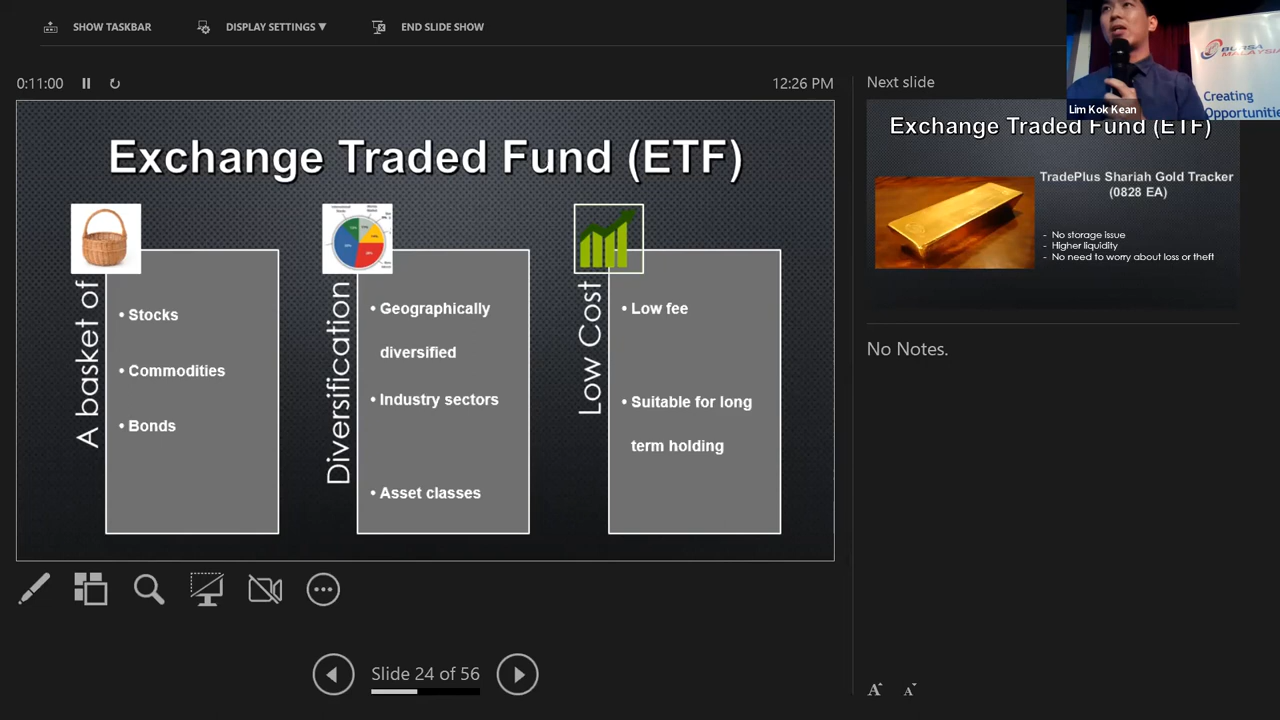 SHOW TASKBAR
DISPLAY SETTINGS ▼
END SLIDE SHOW
0:11:00
12:26 PM
Exchange Traded Fund (ETF)
A basket of
• Stocks
• Commodities
• Bonds
Diversification
• Geographically
diversified
• Industry sectors
• Asset classes
Low Cost
• Low fee
• Suitable for long
term holding
Slide 24 of 56
Next slide
Exchange Traded Fund (ETF)
TradePlus Shariah Gold Tracker
(0828 EA)
- No storage issue
- Higher liquidity
- No need to worry about loss or theft
No Notes.
A
A
BURSA
MALAYSIA
Creating
Opportunitie
Lim Kok Kean